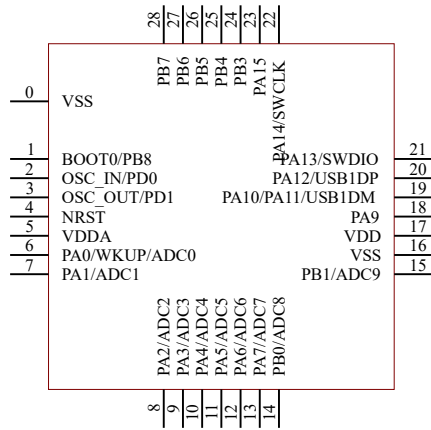 28 27 26 25 24 23 22
PB7 PB6 PB5 PB4 PB3 PA15 PA14/SWCLK
0 VSS
1 BOOT0/PB8 PA13/SWDIO 21
2 OSC_IN/PD0 PA12/USB1DP 20
3 OSC_OUT/PD1 PA10/PA11/USB1DM 19
4 NRST PA9 18
5 VDDA VDD 17
6 PA0/WKUP/ADC0 VSS 16
7 PA1/ADC1 PB1/ADC9 15
PA2/ADC2 PA3/ADC3 PA4/ADC4 PA5/ADC5 PA6/ADC6 PA7/ADC7 PB0/ADC8
8 9 10 11 12 13 14